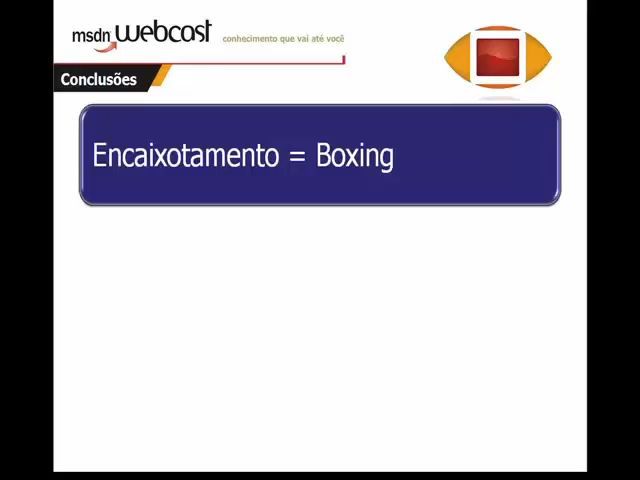 msdn webcast conhecimento que vai até você
Conclusões
Encaixotamento = Boxing